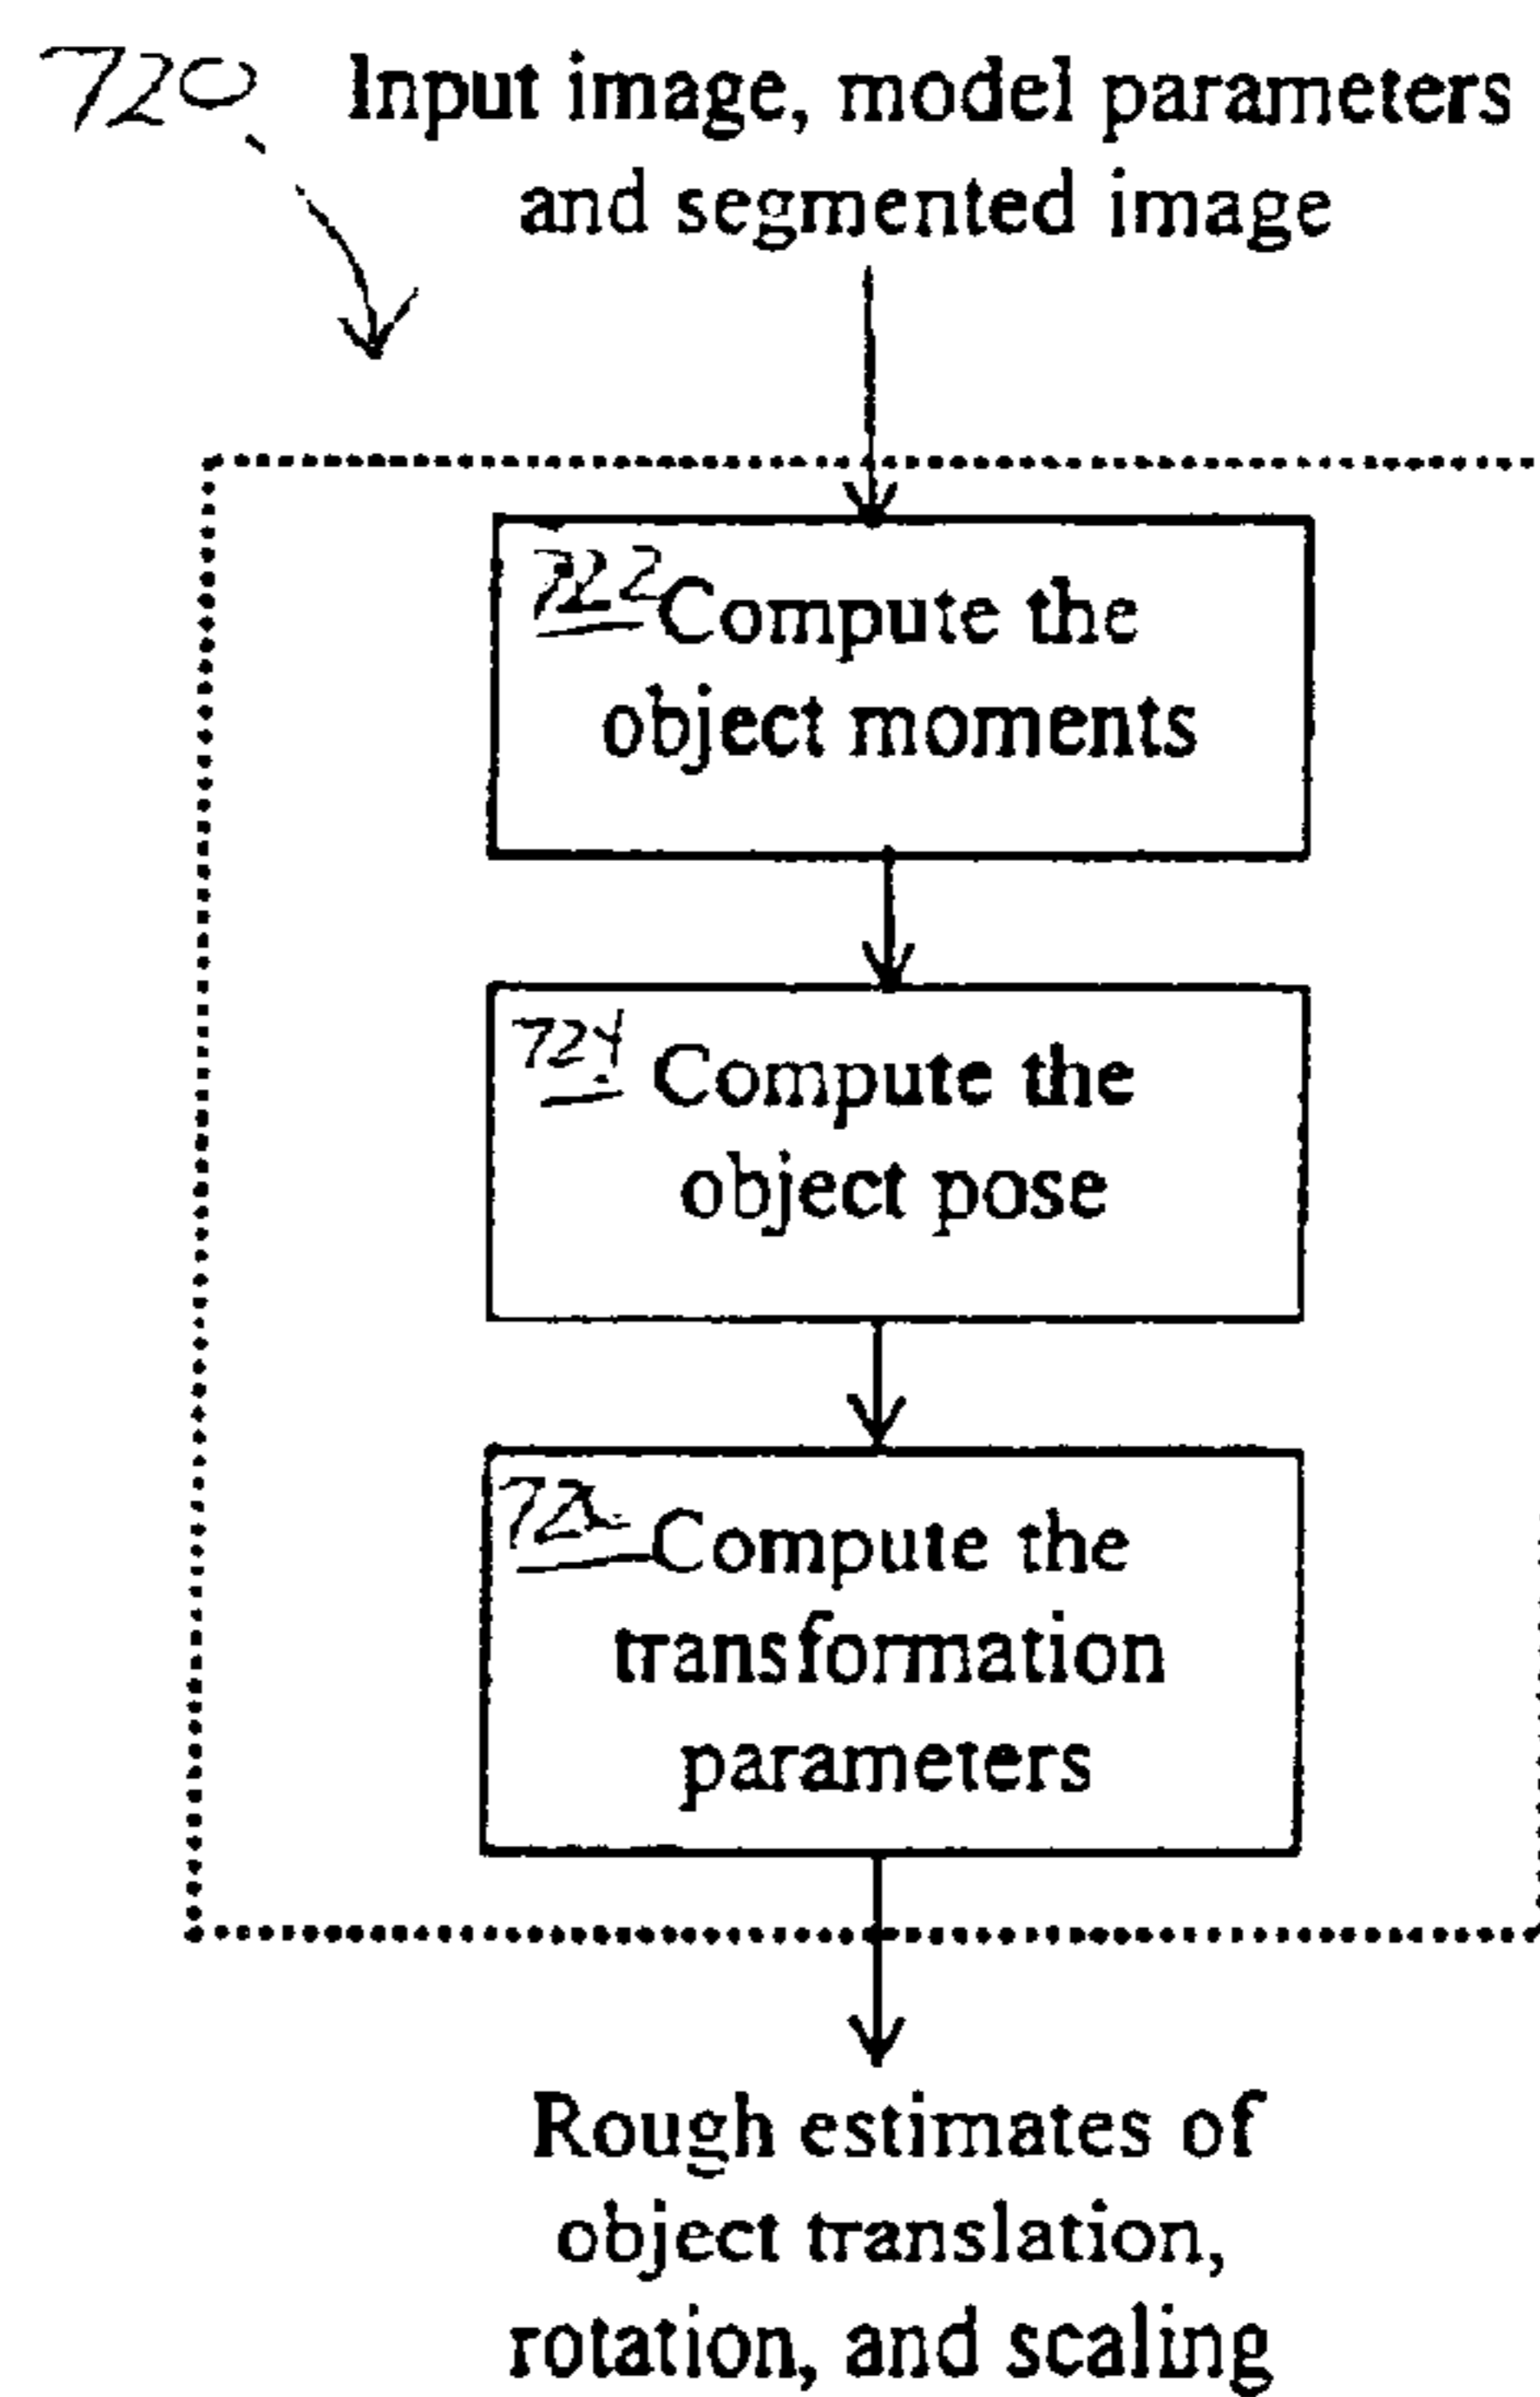 720 Input image, model parameters
and segmented image
722 Compute the
object moments
724 Compute the
object pose
Compute the
transformation
parameters
Rough estimates of
object translation,
rotation, and scaling